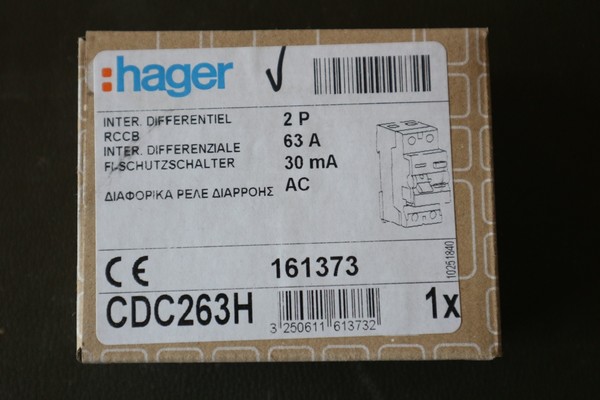 :hager
INTER. DIFFERENTIEL 2 P
RCCB 63 A
INTER. DIFFERENZIALE
FI-SCHUTZSCHALTER 30 mA
ΔΙΑΦΟΡΙΚΑ ΡΕΛΕ ΔΙΑΡΡΟΗΣ AC
CE 161373
10251840
CDC263H 1x
3 250611 613732